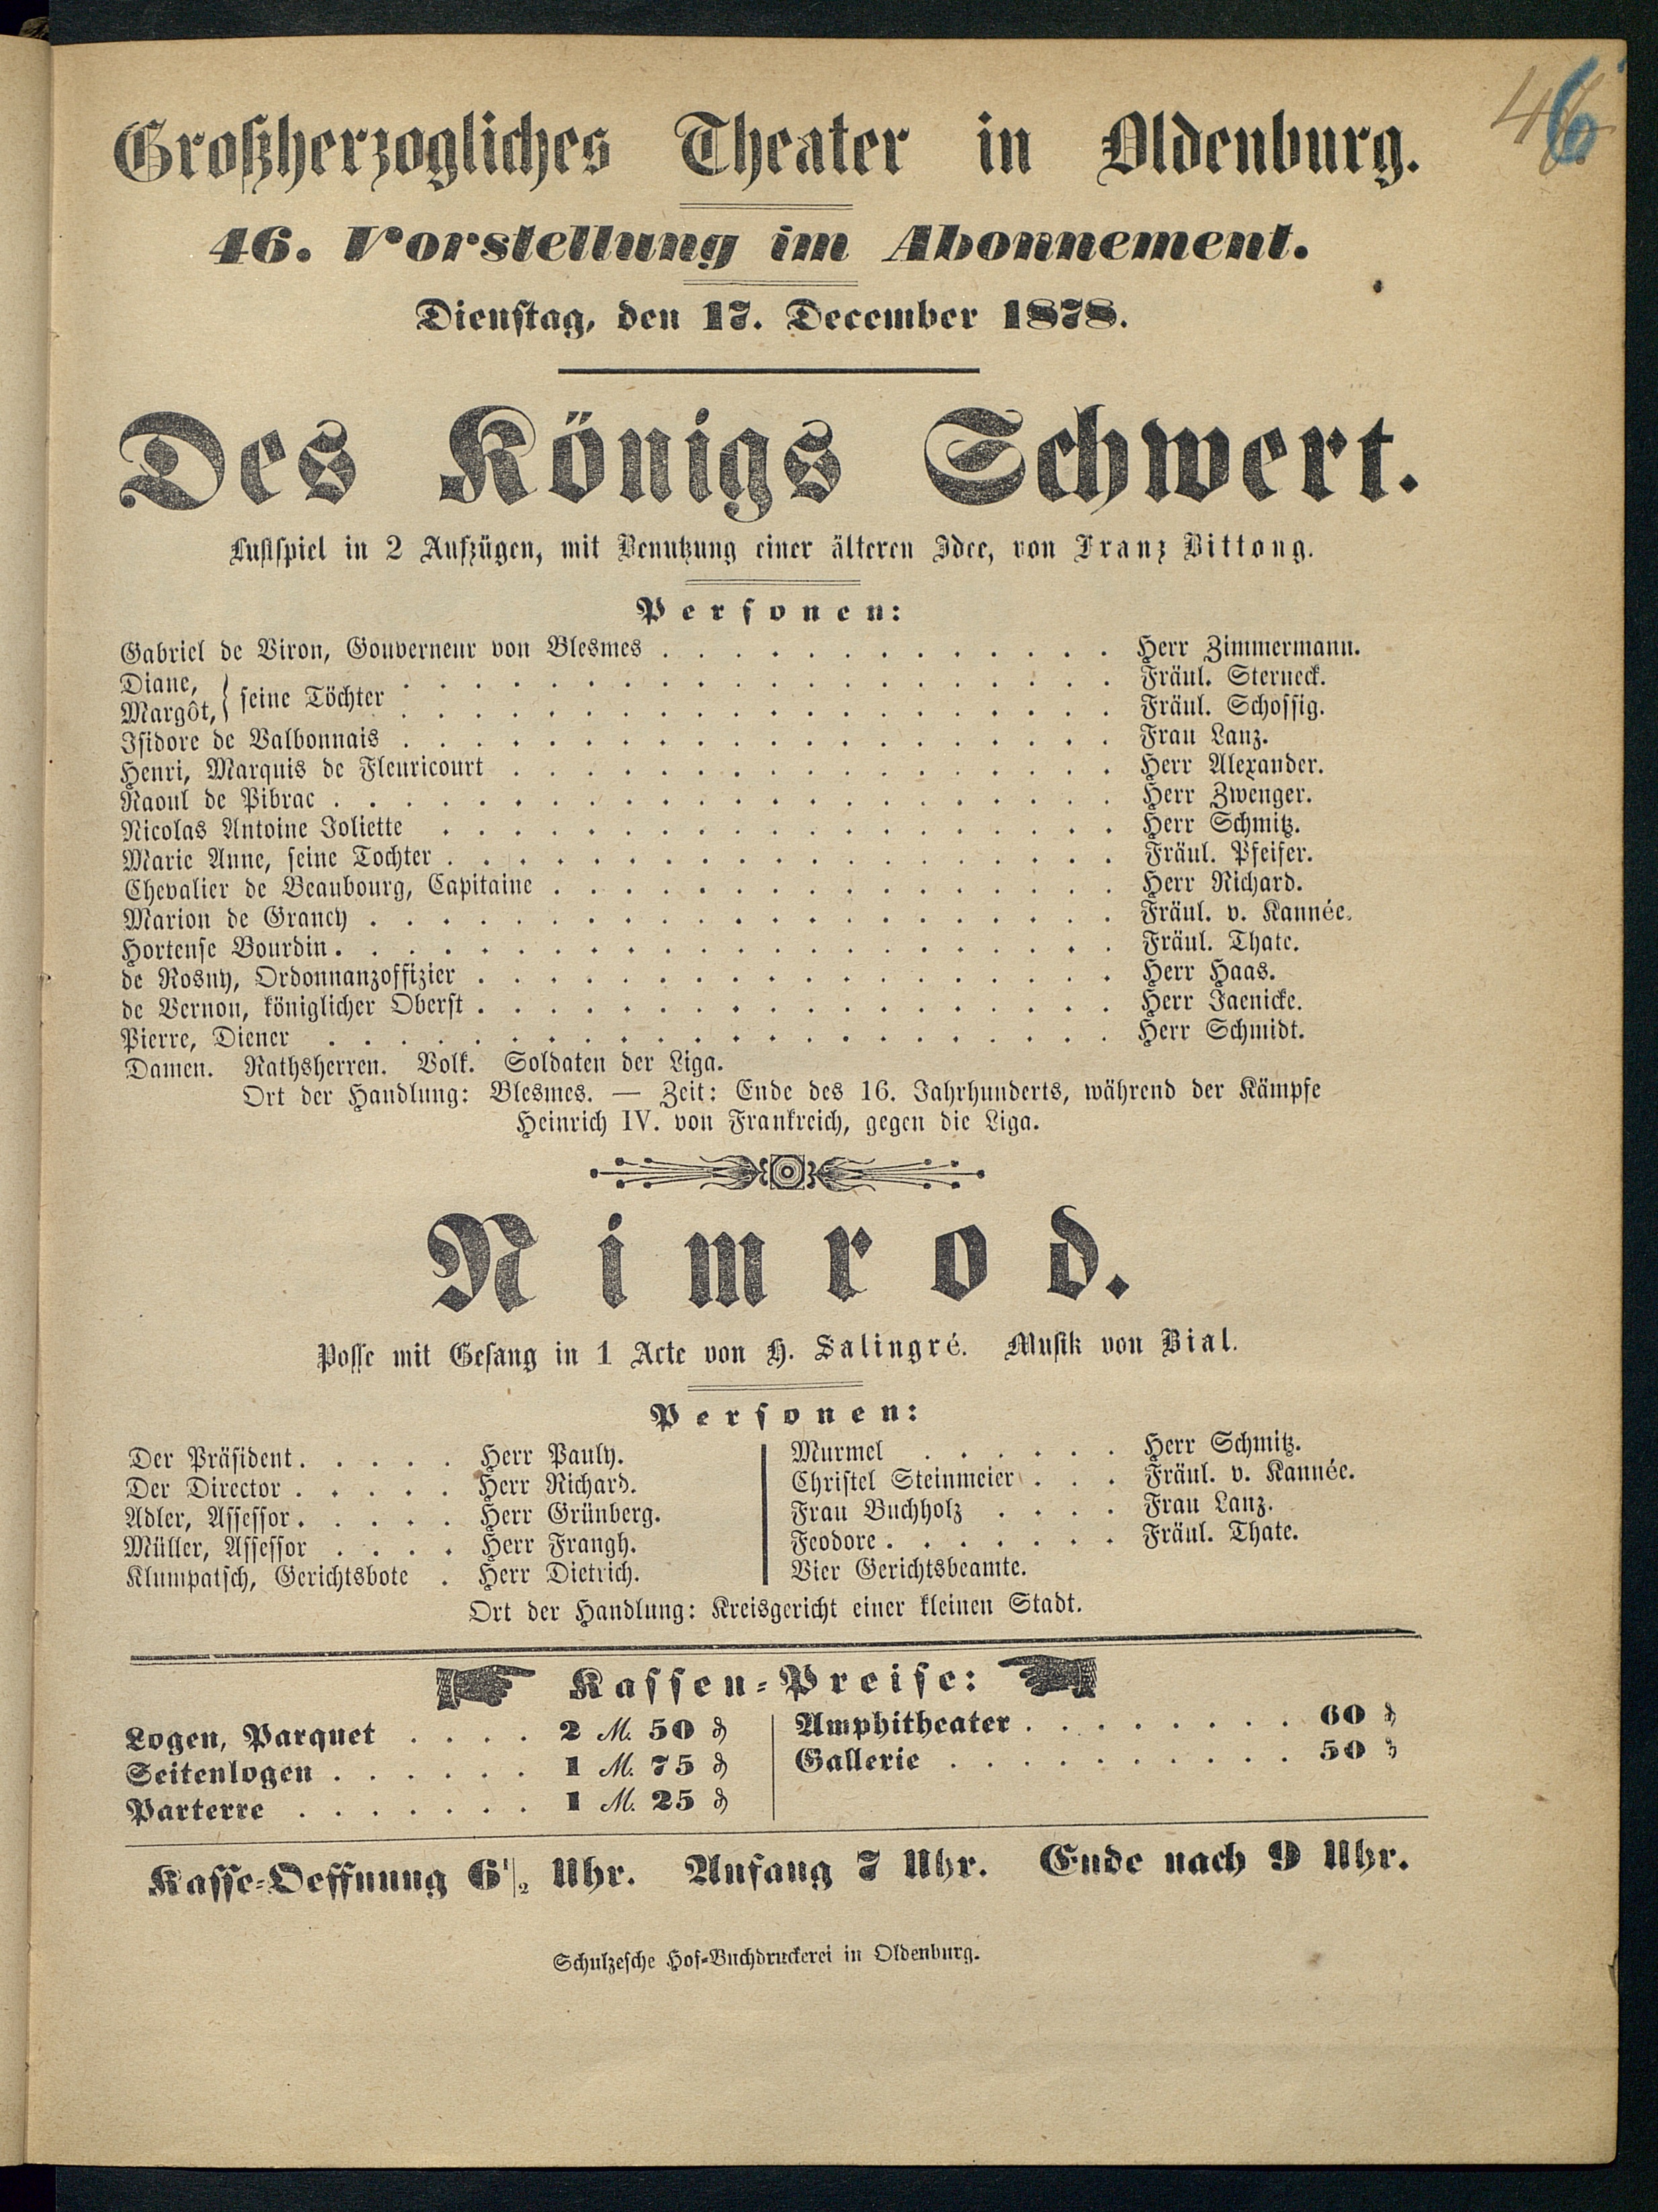 46
Großherzogliches Theater in Oldenburg.
46. Vorstellung im Abonnement.
Dienstag, den 17. December 1878.
Des Königs Schwert.
Lustspiel in 2 Aufzügen, mit Benutzung einer älteren Idee, von Franz Bittong.
Personen:
Gabriel de Biron, Gouverneur von Blesmes . . . . . . . . . . . . . Herr Zimmermann.
Diane, } seine Töchter . . . . . . . . . . . . . . . . . . . . Fräul. Sterneck.
Margôt, } . . . . . . . . . . . . . . . . . . . . Fräul. Schossig.
Isidore de Valbonnais . . . . . . . . . . . . . . . . . . . . Frau Lanz.
Henri, Marquis de Fleuricourt . . . . . . . . . . . . . . . . . Herr Alexander.
Raoul de Pibrac . . . . . . . . . . . . . . . . . . . . . . Herr Zwenger.
Nicolas Antoine Joliette . . . . . . . . . . . . . . . . . . . Herr Schmitz.
Marie Anne, seine Tochter . . . . . . . . . . . . . . . . . . . Fräul. Pfeifer.
Chevalier de Beaubourg, Capitaine . . . . . . . . . . . . . . . . Herr Richard.
Marion de Grancy . . . . . . . . . . . . . . . . . . . . . Fräul. v. Kannée.
Hortense Bourdin . . . . . . . . . . . . . . . . . . . . . . Fräul. Thate.
de Rosny, Ordonnanzoffizier . . . . . . . . . . . . . . . . . . Herr Haas.
de Vernon, königlicher Oberst . . . . . . . . . . . . . . . . . . Herr Jaenicke.
Pierre, Diener . . . . . . . . . . . . . . . . . . . . . . Herr Schmidt.
Damen. Rathsherren. Volk. Soldaten der Liga.
Ort der Handlung: Blesmes. — Zeit: Ende des 16. Jahrhunderts, während der Kämpfe
Heinrich IV. von Frankreich, gegen die Liga.
Nimrod.
Posse mit Gesang in 1 Acte von H. Salingré. Musik von Bial.
Personen:
Der Präsident . . . . . Herr Pauly.
Der Director . . . . . Herr Richard.
Adler, Assessor . . . . . Herr Grünberg.
Müller, Assessor . . . . Herr Frangh.
Klumpatsch, Gerichtsbote . Herr Dietrich.
Murmel . . . . . . Herr Schmitz.
Christel Steinmeier . . . Fräul. v. Kannée.
Frau Buchholz . . . . Frau Lanz.
Feodore . . . . . . . Fräul. Thate.
Vier Gerichtsbeamte.
Ort der Handlung: Kreisgericht einer kleinen Stadt.
Kassen-Preise:
Logen, Parquet . . . . 2 M. 50 ₰
Seitenlogen . . . . . . 1 M. 75 ₰
Parterre . . . . . . . 1 M. 25 ₰
Amphitheater . . . . . . . . 60 ₰
Gallerie . . . . . . . . . . 50 ₰
Kasse-Oeffnung 6½ Uhr. Anfang 7 Uhr. Ende nach 9 Uhr.
Schulzesche Hof-Buchdruckerei in Oldenburg.